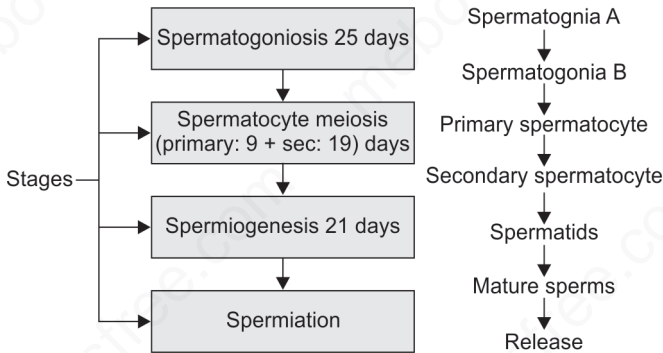 Stages
Spermatogoniosis 25 days
Spermatocyte meiosis
(primary: 9 + sec: 19) days
Spermiogenesis 21 days
Spermiation
Spermatognia A
Spermatogonia B
Primary spermatocyte
Secondary spermatocyte
Spermatids
Mature sperms
Release